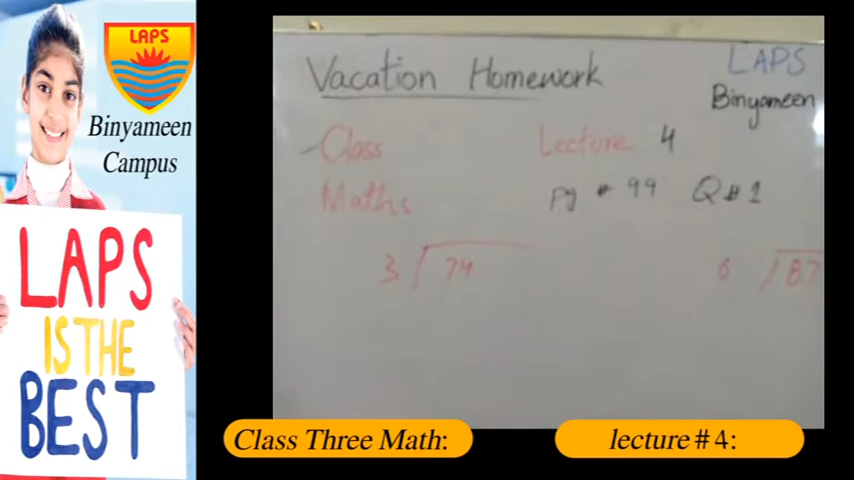 LAPS
Binyameen
Campus
LAPS
IS THE
BEST
Vacation Homework
LAPS
Binyameen
Class
Lecture 4
Maths
pg # 99 Q # 1
3 74
6 87
Class Three Math:
lecture # 4: